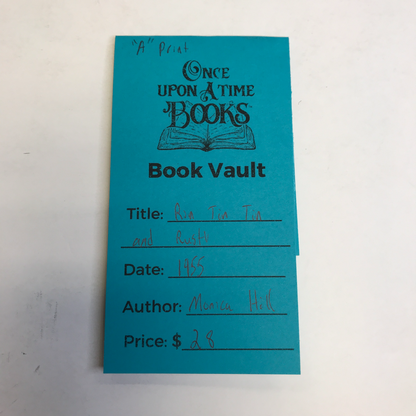 "A" Print
ONCE
UPON A TIME
BOOKS
Book Vault
Title: Rin Tin Tin
and Rusty
Date: 1955
Author: Monica Hill
Price: $ 28